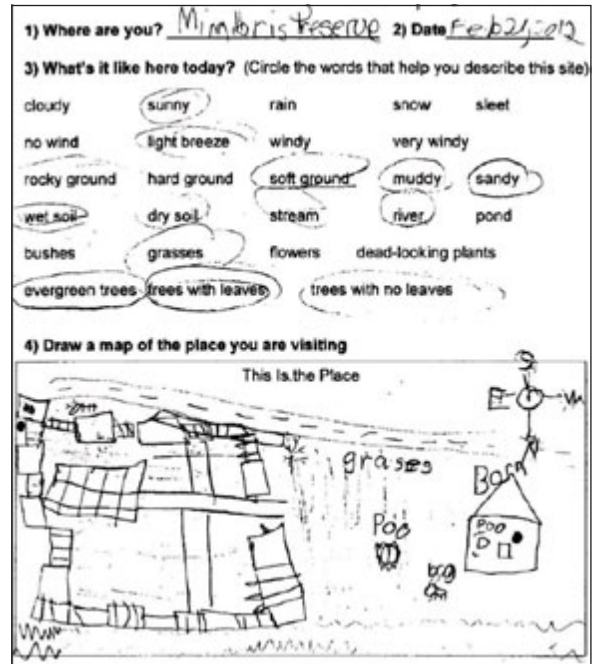 1) Where are you? Mimbris Preserve 2) Date Feb 21, 2012
3) What's it like here today? (Circle the words that help you describe this site)
cloudy sunny rain snow sleet
no wind light breeze windy very windy
rocky ground hard ground soft ground muddy sandy
wet soil dry soil stream river pond
bushes grasses flowers dead-looking plants
evergreen trees trees with leaves trees with no leaves
4) Draw a map of the place you are visiting
This Is the Place
S
E W
grases
Barn
Poo
Poo
D
bog